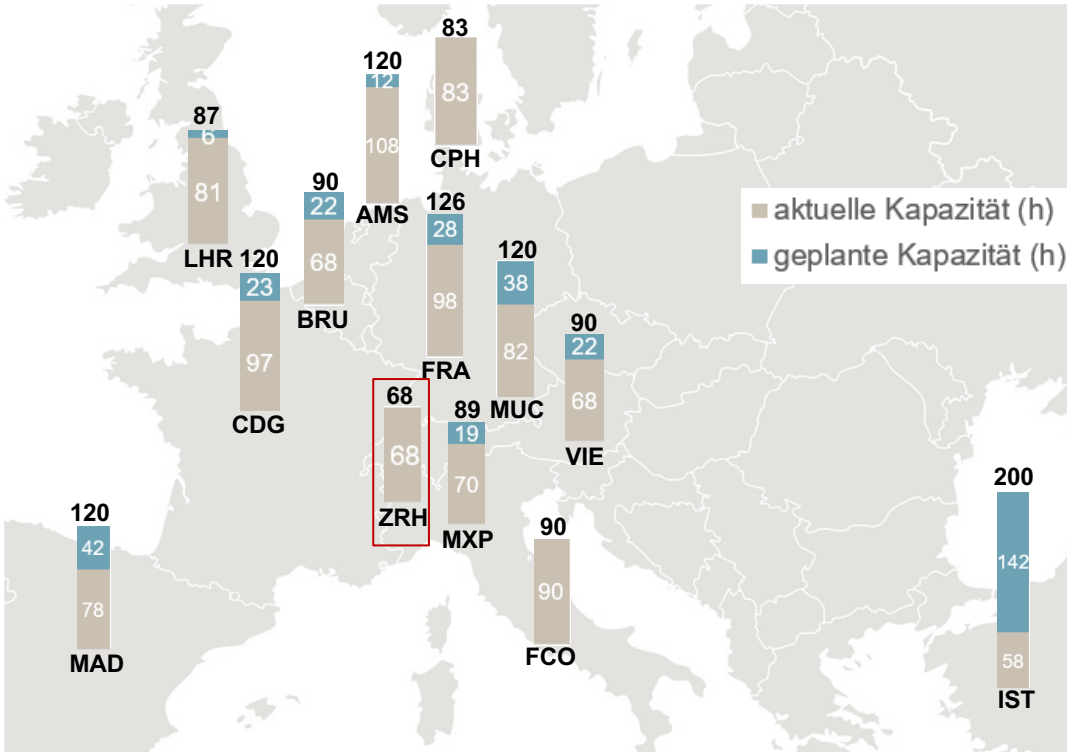 83
83
CPH
120
12
108
AMS
87
6
81
LHR
90
22
68
BRU
126
28
98
FRA
aktuelle Kapazität (h)
geplante Kapazität (h)
120
23
97
CDG
120
38
82
MUC
90
22
68
VIE
68
68
ZRH
89
19
70
MXP
120
42
78
MAD
90
90
FCO
200
142
58
IST